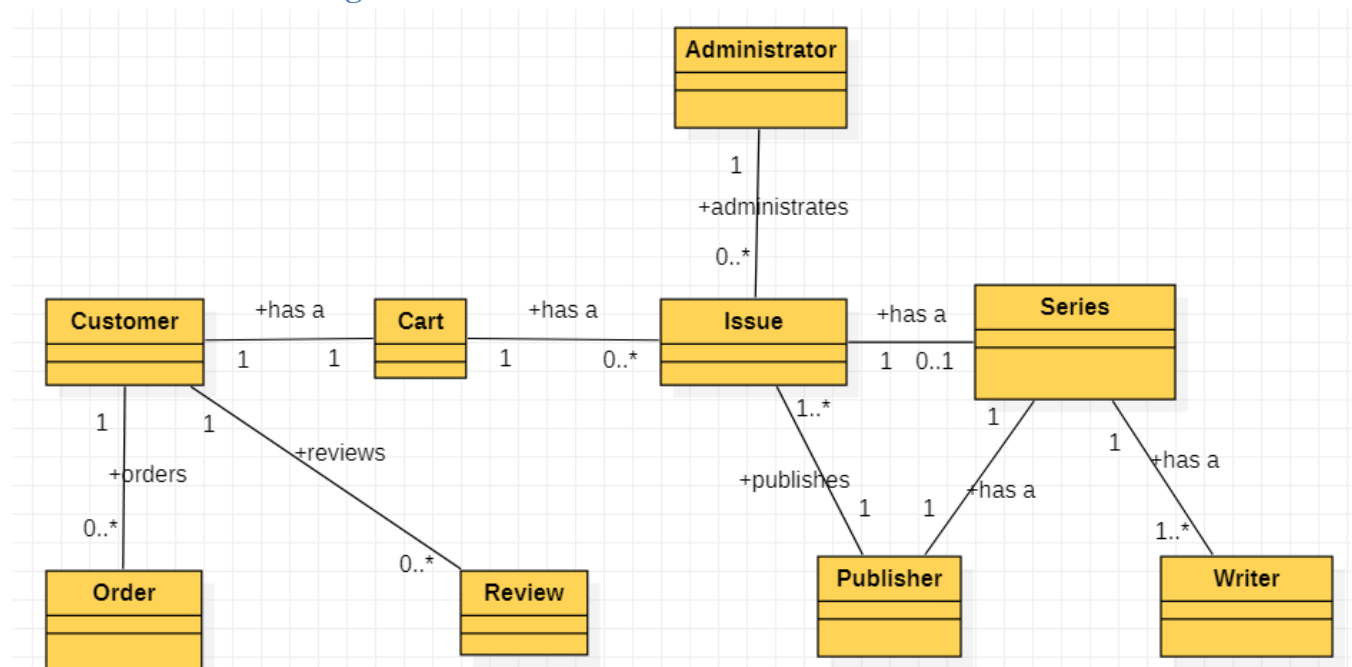 g
Administrator
1
+administrates
0..*
Customer
+has a
1
1
Cart
+has a
1
0..*
Issue
+has a
1
0..1
Series
1
+orders
0..*
1
+reviews
0..*
1..*
+publishes
1
1
+has a
1
1
+has a
1..*
Order
Review
Publisher
Writer